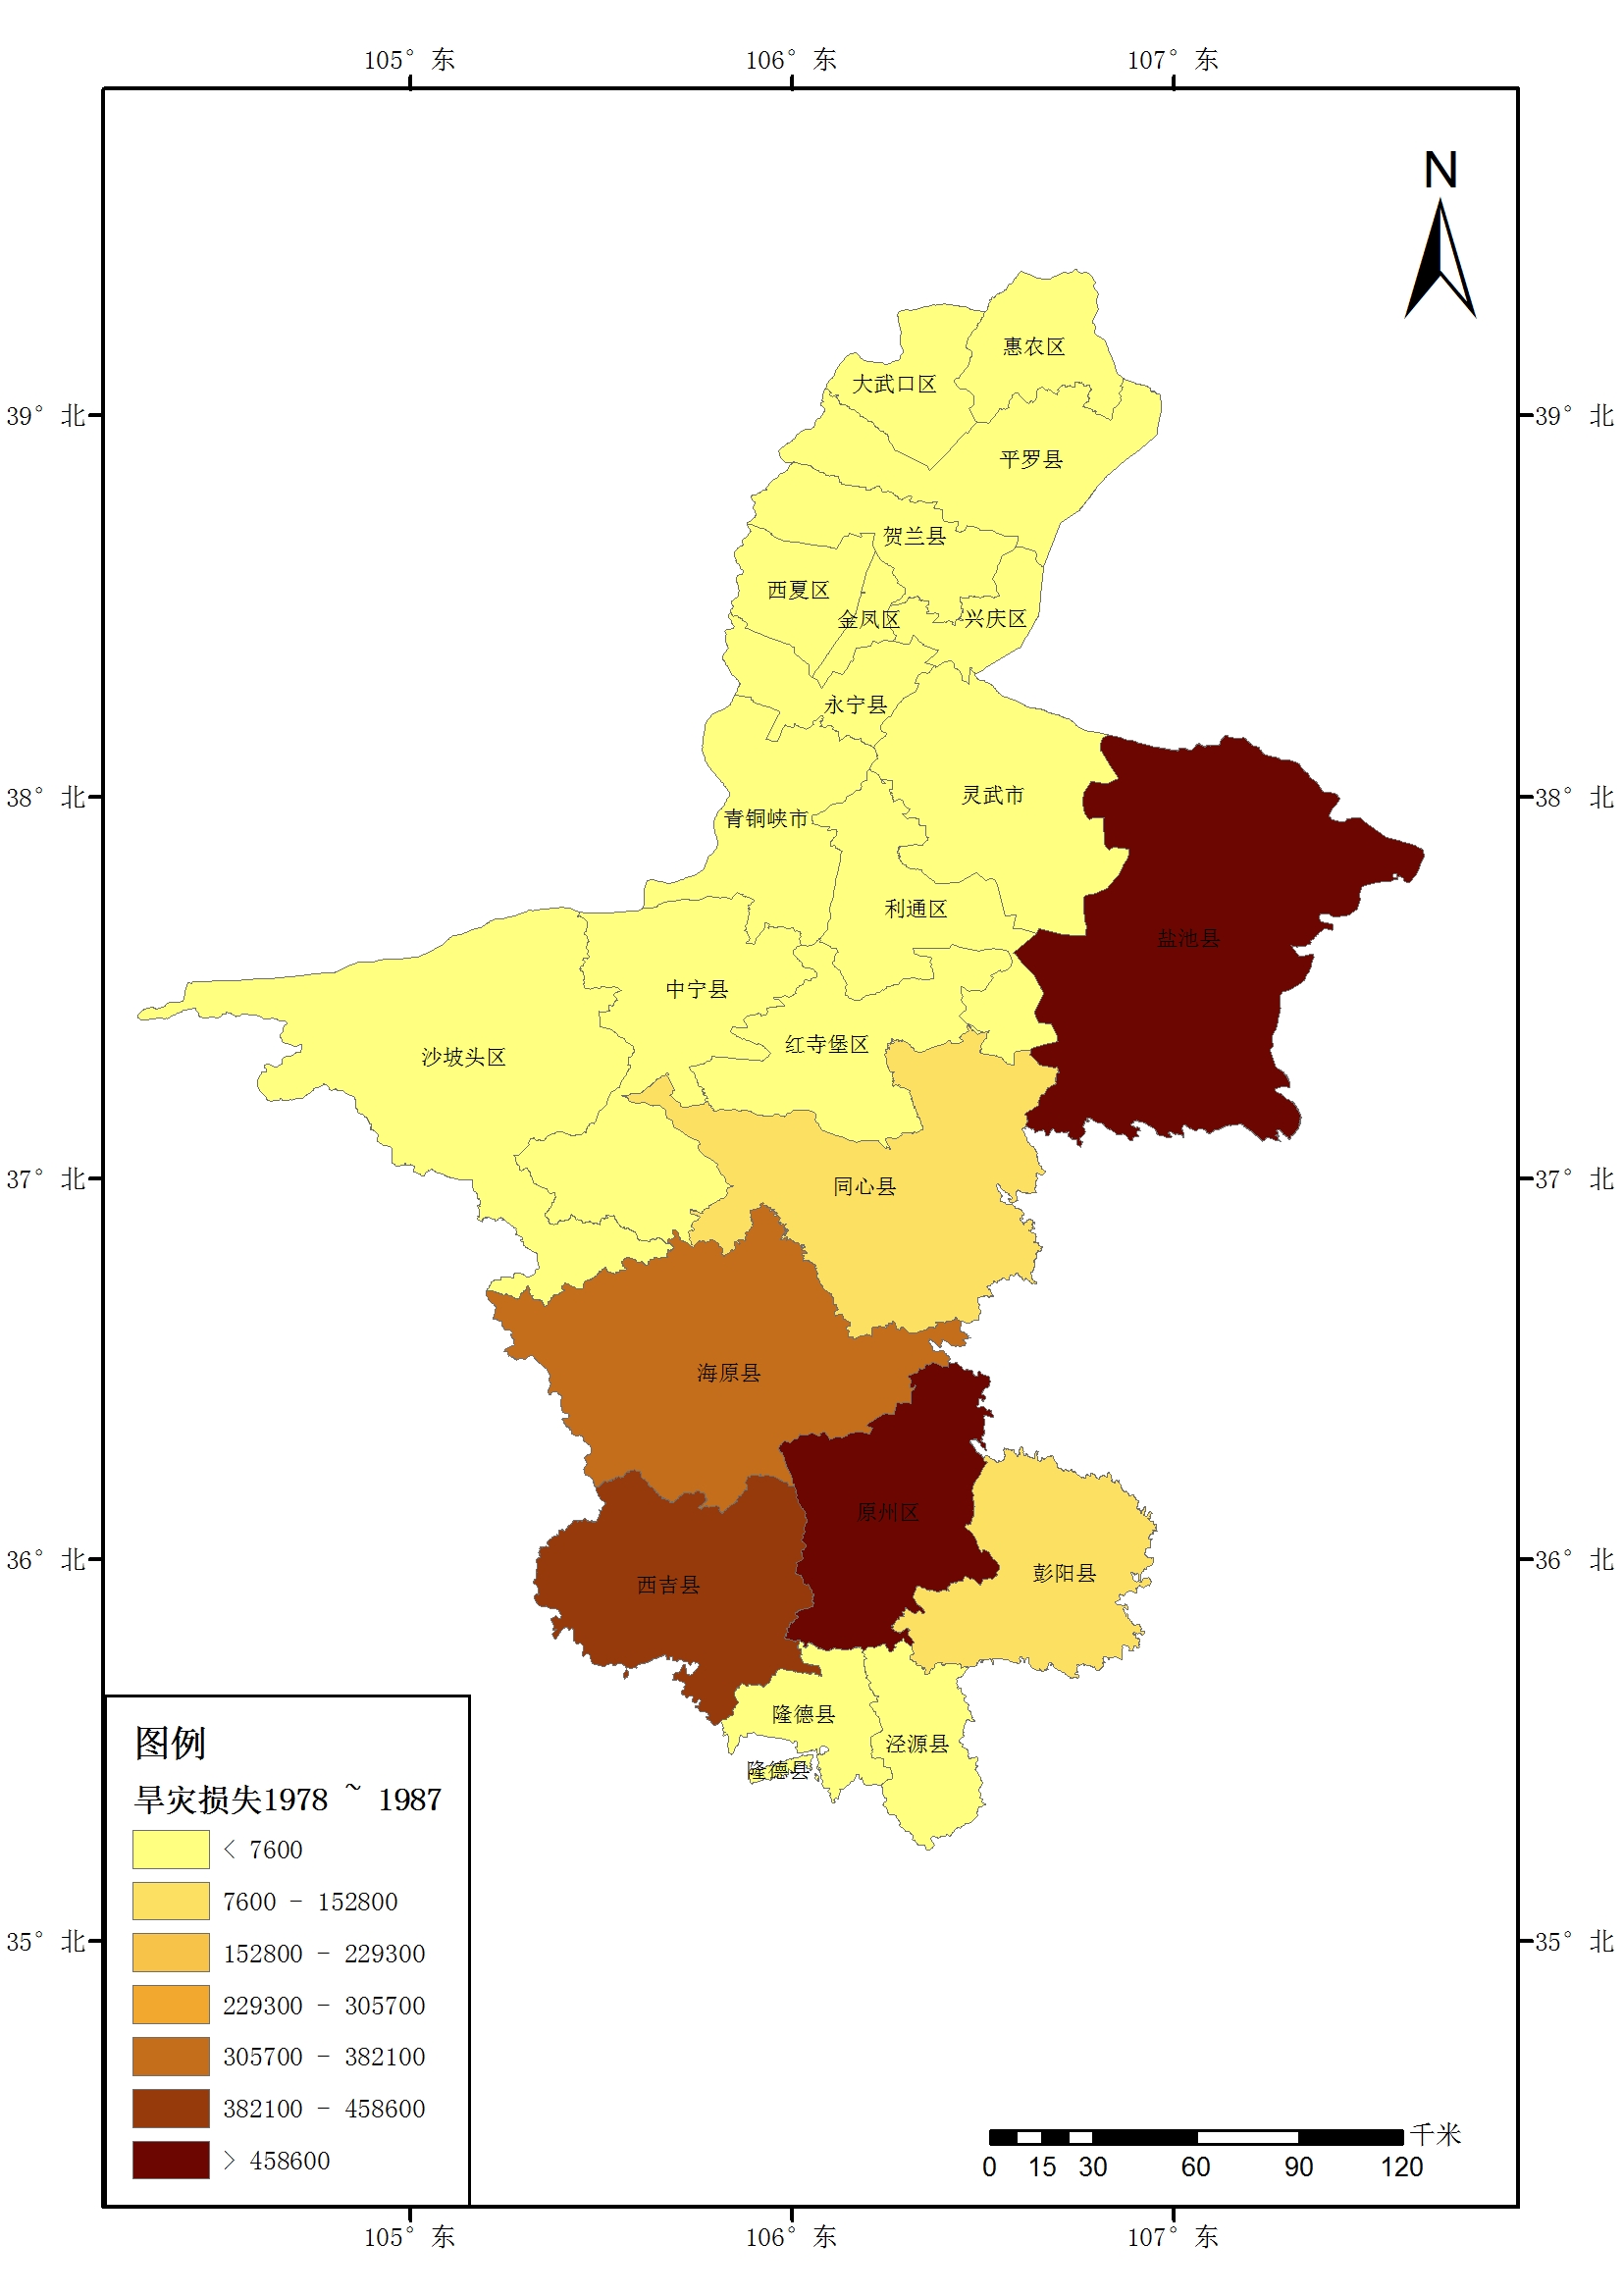 105° 东
106° 东
107° 东
N
惠农区
大武口区
39° 北
39° 北
平罗县
贺兰县
西夏区
金凤区
兴庆区
永宁县
38° 北
灵武市
38° 北
青铜峡市
利通区
盐池县
中宁县
红寺堡区
沙坡头区
37° 北
同心县
37° 北
海原县
原州区
36° 北
彭阳县
36° 北
西吉县
隆德县
泾源县
隆德县
图例
旱灾损失1978 ~ 1987
< 7600
7600 - 152800
152800 - 229300
229300 - 305700
305700 - 382100
382100 - 458600
> 458600
35° 北
35° 北
千米
0 15 30 60 90 120
105° 东
106° 东
107° 东